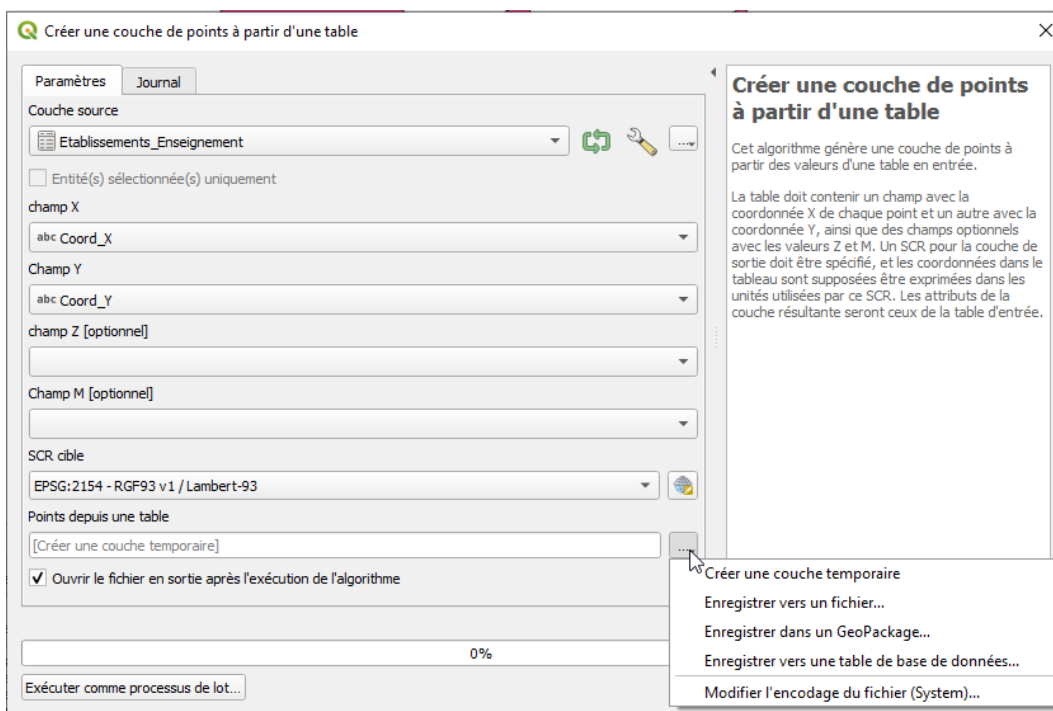 Créer une couche de points à partir d'une table
Paramètres
Journal
Couche source
Etablissements_Enseignement
...
Entité(s) sélectionnée(s) uniquement
champ X
abc Coord_X
Champ Y
abc Coord_Y
champ Z [optionnel]
Champ M [optionnel]
SCR cible
EPSG:2154 - RGF93 v1 / Lambert-93
Points depuis une table
[Créer une couche temporaire]
...
Ouvrir le fichier en sortie après l'exécution de l'algorithme
0%
Exécuter comme processus de lot...
Créer une couche de points
à partir d'une table
Cet algorithme génère une couche de points à
partir des valeurs d'une table en entrée.
La table doit contenir un champ avec la
coordonnée X de chaque point et un autre avec la
coordonnée Y, ainsi que des champs optionnels
avec les valeurs Z et M. Un SCR pour la couche de
sortie doit être spécifié, et les coordonnées dans le
tableau sont supposées être exprimées dans les
unités utilisées par ce SCR. Les attributs de la
couche résultante seront ceux de la table d'entrée.
Créer une couche temporaire
Enregistrer vers un fichier...
Enregistrer dans un GeoPackage...
Enregistrer vers une table de base de données...
Modifier l'encodage du fichier (System)...